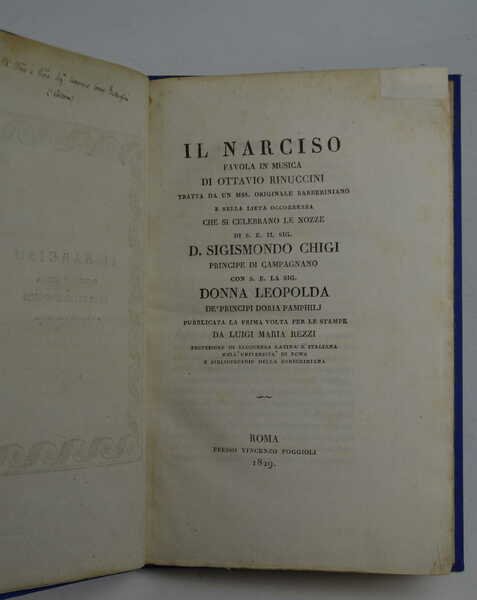 IL NARCISO
FAVOLA IN MUSICA
DI OTTAVIO RINUCCINI
TRATTA DA UN MSS. ORIGINALE BARBERINIANO
E NELLA LIETA OCCORRENZA
CHE SI CELEBRANO LE NOZZE
DI S. E. IL SIG.
D. SIGISMONDO CHIGI
PRINCIPE DI CAMPAGNANO
CON S. E. LA SIG.
DONNA LEOPOLDA
DE' PRINCIPI DORIA PAMPHILJ
PUBBLICATA LA PRIMA VOLTA PER LE STAMPE
DA LUIGI MARIA REZZI
PROFESSORE DI ELOQUENZA LATINA E ITALIANA
NELL' UNIVERSITA' DI ROMA
E BIBLIOTECARIO DELLA BARBERINIANA
ROMA
PRESSO VINCENZO POGGIOLI
1829.